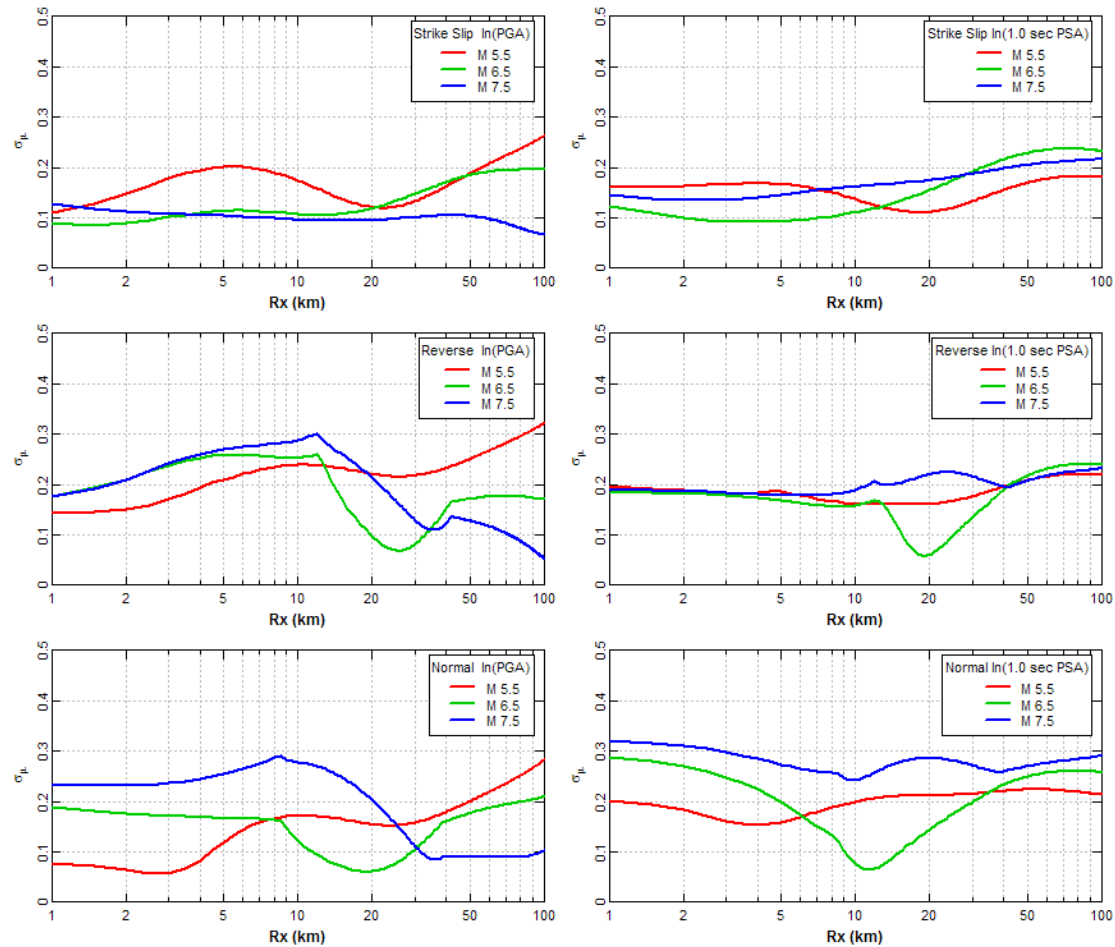 Strike Slip ln(PGA)
M 5.5
M 6.5
M 7.5
σμ
0 0.1 0.2 0.3 0.4 0.5
1 2 5 10 20 50 100
Rx (km)
Strike Slip ln(1.0 sec PSA)
M 5.5
M 6.5
M 7.5
σμ
0 0.1 0.2 0.3 0.4 0.5
1 2 5 10 20 50 100
Rx (km)
Reverse ln(PGA)
M 5.5
M 6.5
M 7.5
σμ
0 0.1 0.2 0.3 0.4 0.5
1 2 5 10 20 50 100
Rx (km)
Reverse ln(1.0 sec PSA)
M 5.5
M 6.5
M 7.5
σμ
0 0.1 0.2 0.3 0.4 0.5
1 2 5 10 20 50 100
Rx (km)
Normal ln(PGA)
M 5.5
M 6.5
M 7.5
σμ
0 0.1 0.2 0.3 0.4 0.5
1 2 5 10 20 50 100
Rx (km)
Normal ln(1.0 sec PSA)
M 5.5
M 6.5
M 7.5
σμ
0 0.1 0.2 0.3 0.4 0.5
1 2 5 10 20 50 100
Rx (km)